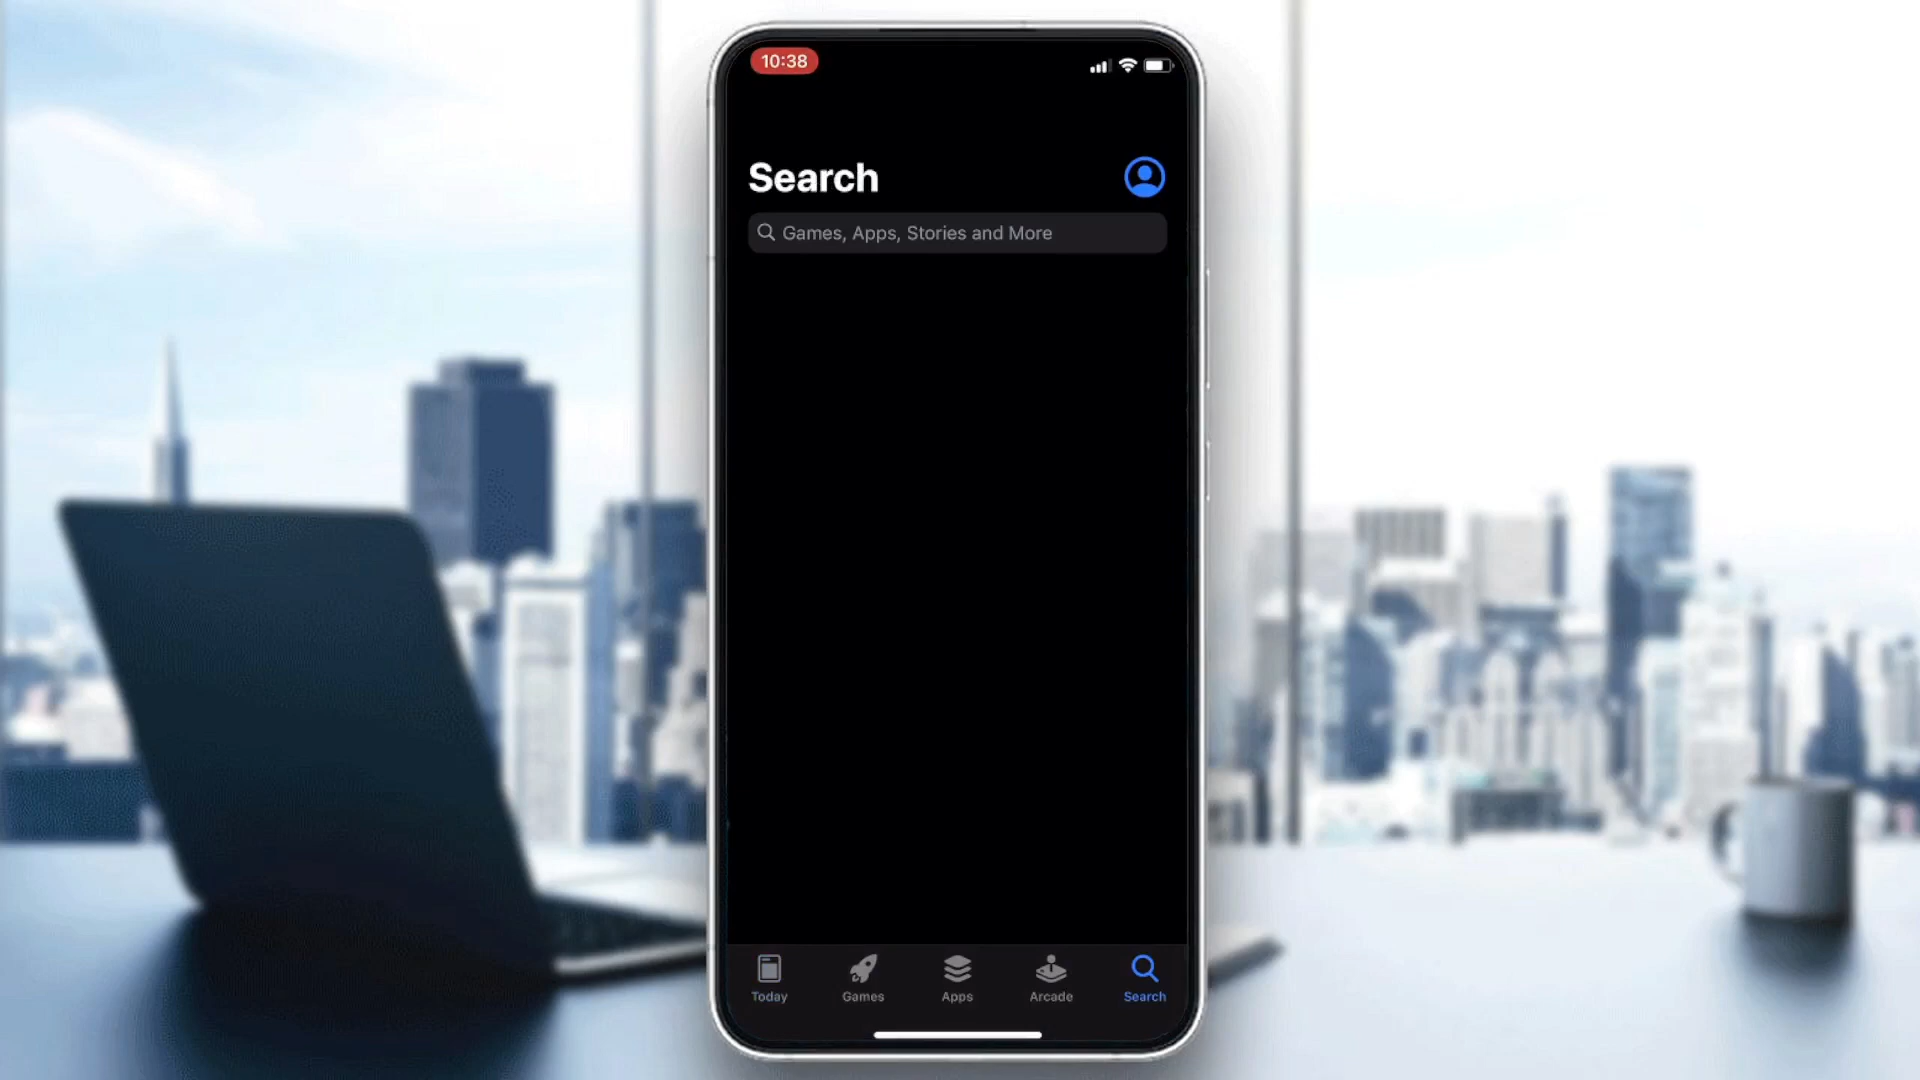 10:38
Search
Games, Apps, Stories and More
Today
Games
Apps
Arcade
Search